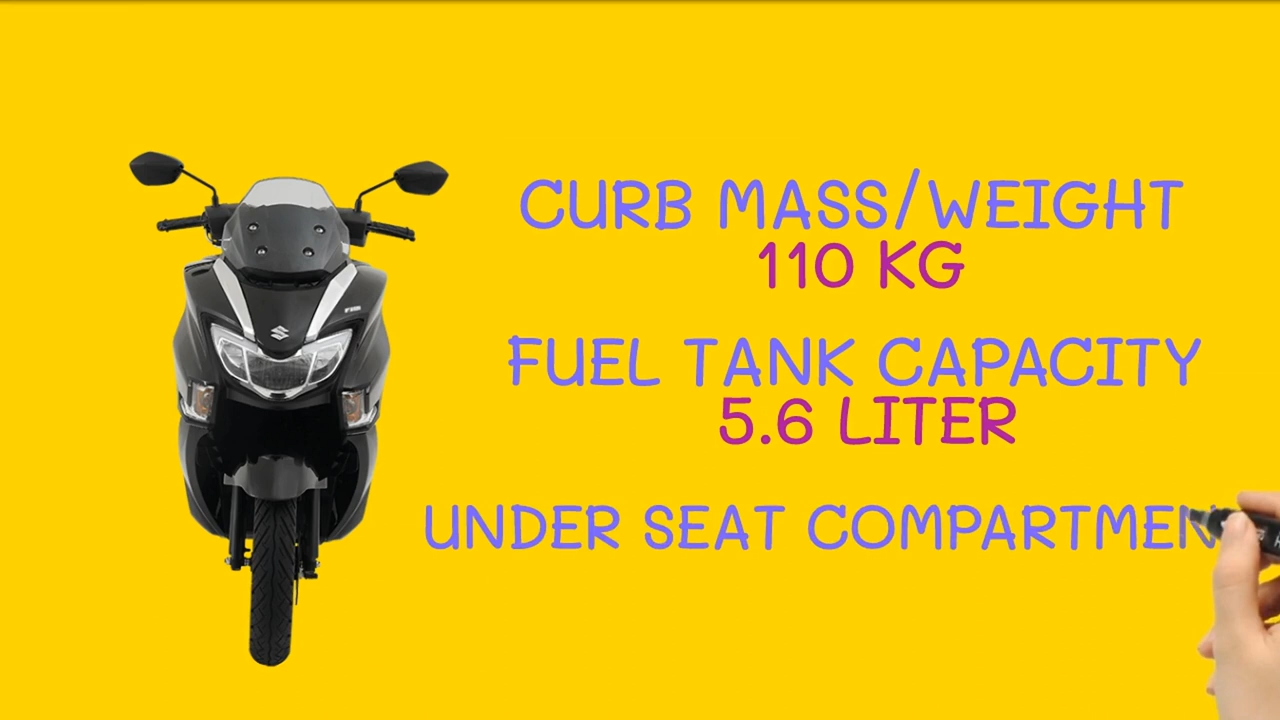 CURB MASS/WEIGHT
110 KG
FUEL TANK CAPACITY
5.6 LITER
UNDER SEAT COMPARTMEN